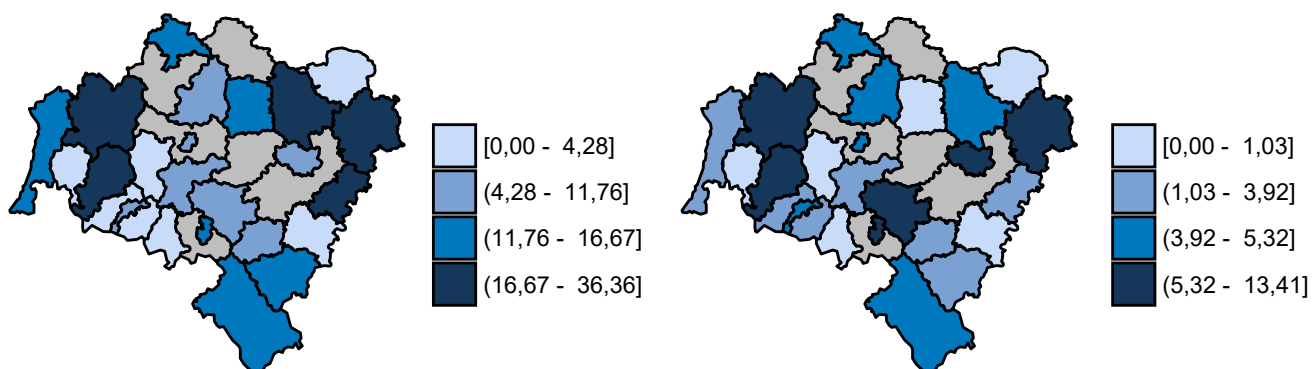 [0,00 - 4,28]
(4,28 - 11,76]
(11,76 - 16,67]
(16,67 - 36,36]
[0,00 - 1,03]
(1,03 - 3,92]
(3,92 - 5,32]
(5,32 - 13,41]